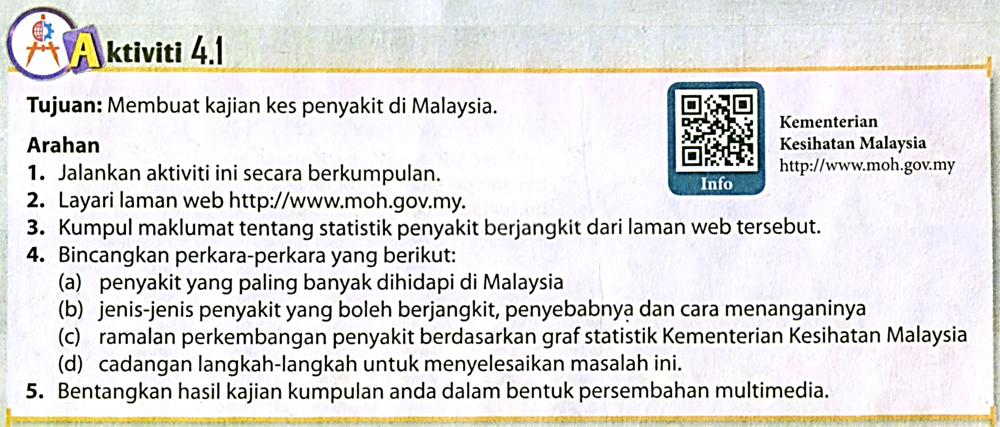 Aktiviti 4.1
Tujuan: Membuat kajian kes penyakit di Malaysia.
Kementerian
Kesihatan Malaysia
http://www.moh.gov.my
Info
Arahan
1. Jalankan aktiviti ini secara berkumpulan.
2. Layari laman web http://www.moh.gov.my.
3. Kumpul maklumat tentang statistik penyakit berjangkit dari laman web tersebut.
4. Bincangkan perkara-perkara yang berikut:
(a) penyakit yang paling banyak dihidapi di Malaysia
(b) jenis-jenis penyakit yang boleh berjangkit, penyebabnya dan cara menanganinya
(c) ramalan perkembangan penyakit berdasarkan graf statistik Kementerian Kesihatan Malaysia
(d) cadangan langkah-langkah untuk menyelesaikan masalah ini.
5. Bentangkan hasil kajian kumpulan anda dalam bentuk persembahan multimedia.